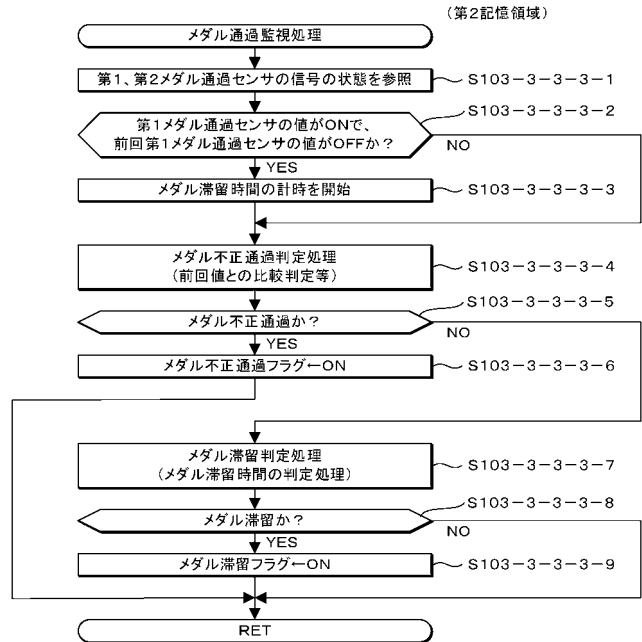 (第2記憶領域)
メダル通過監視処理
第1、第2メダル通過センサの信号の状態を参照
S103-3-3-3-1
第1メダル通過センサの値がONで、
前回第1メダル通過センサの値がOFFか?
S103-3-3-3-2
NO
YES
メダル滞留時間の計時を開始
S103-3-3-3-3
メダル不正通過判定処理
(前回値との比較判定等)
S103-3-3-3-4
メダル不正通過か?
S103-3-3-3-5
NO
YES
メダル不正通過フラグ←ON
S103-3-3-3-6
メダル滞留判定処理
(メダル滞留時間の判定処理)
S103-3-3-3-7
メダル滞留か?
S103-3-3-3-8
NO
YES
メダル滞留フラグ←ON
S103-3-3-3-9
RET